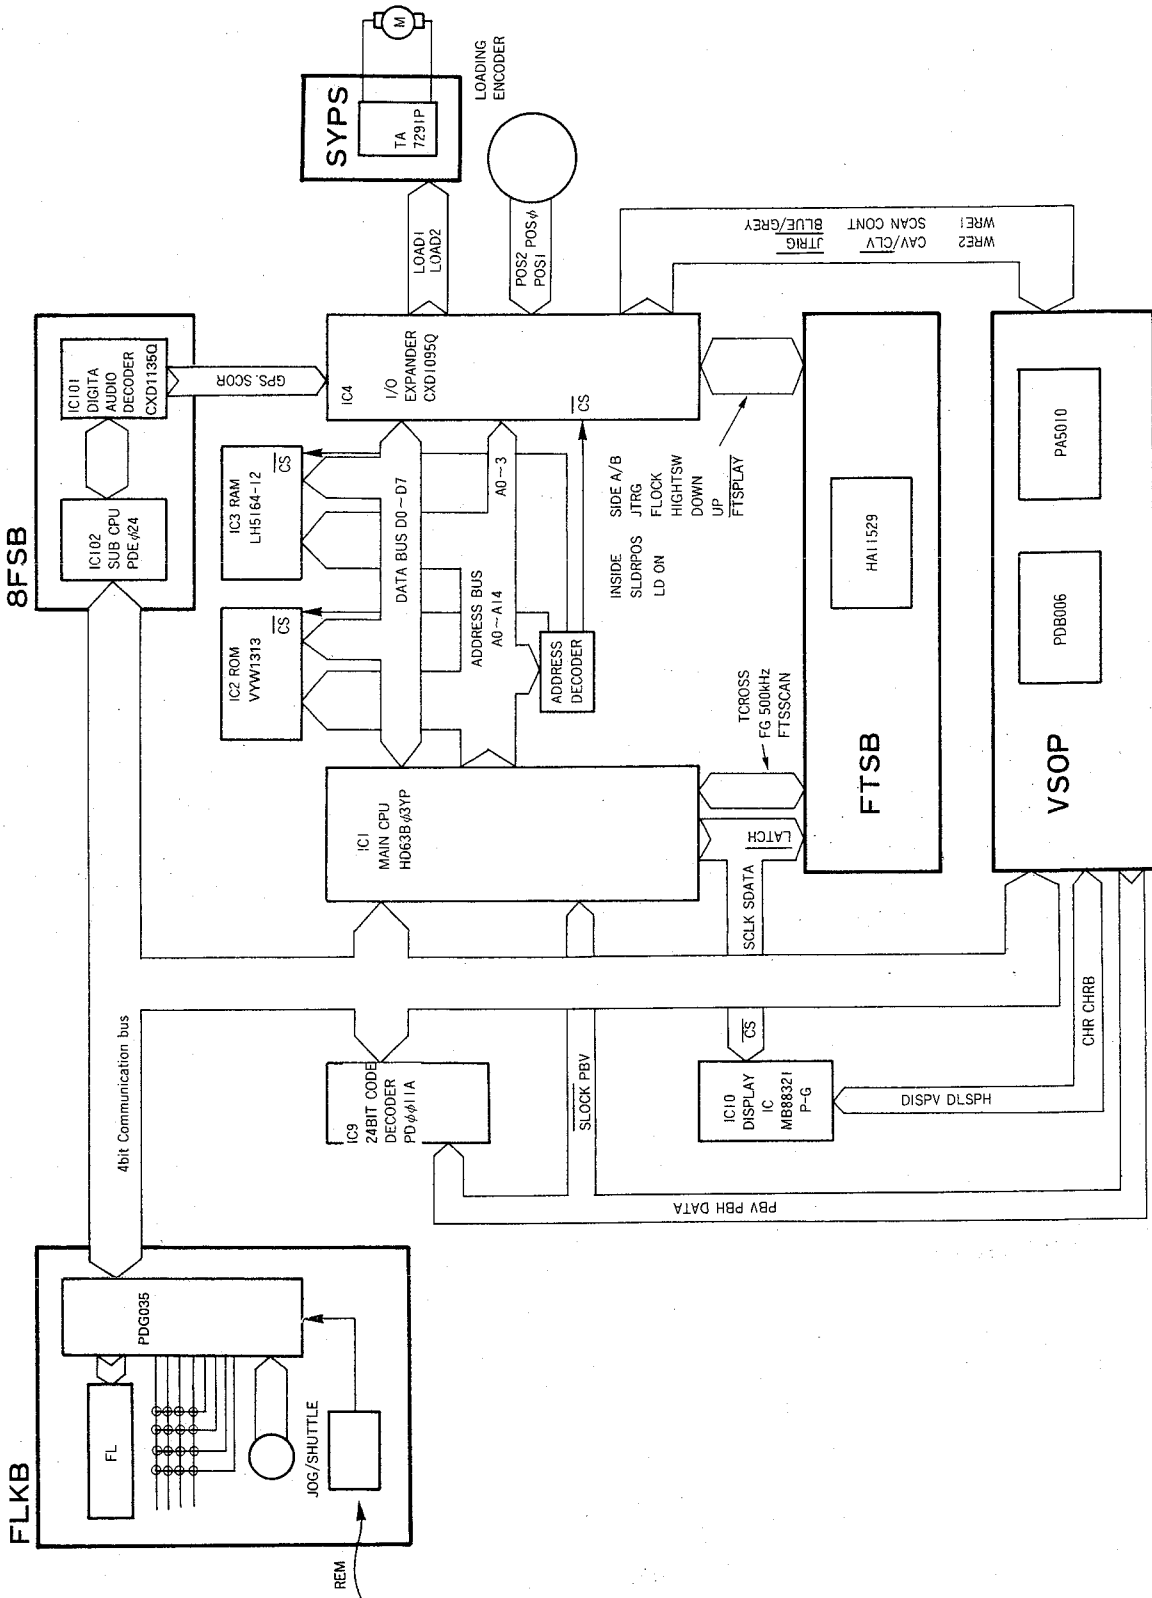 FLKB
FL
PDG035
JOG/SHUTTLE
REM
4bit Communication bus
8FSB
IC102
SUB CPU
PDEφ24
IC101
DIGITA
AUDIO
DECODER
CXD1135Q
GPS. SCOR
SYPS
TA
7291P
M
LOADING
ENCODER
LOAD1
LOAD2
POS2 POSφ
POS1
IC2 ROM
VYW1313
CS
IC3 RAM
LH5164-12
CS
DATA BUS D0~D7
ADDRESS BUS
A0~A14
A0~3
ADDRESS
DECODER
IC4
I/O
EXPANDER
CXD1095Q
CS
IC1
MAIN CPU
HD63Bφ3YP
IC9
24BIT CODE
DECODER
PDφφ11A
SLOCK PBV
IC10
DISPLAY
IC
MB88321
P-G
CS
SCLK SDATA
LATCH
TCROSS
FG 500kHz
FTSSCAN
INSIDE
SLDRPOS
LD ON
SIDE A/B
JTRG
FLOCK
HIGHTSW
DOWN
UP
FTSPLAY
WRE2 CAV/CLV JTRIG
WRE1 SCAN CONT BLUE/GREY
FTSB
HA11529
VSOP
PDB006
PA5010
DISPV DLSPH
CHR CHRB
PBV PBH DATA